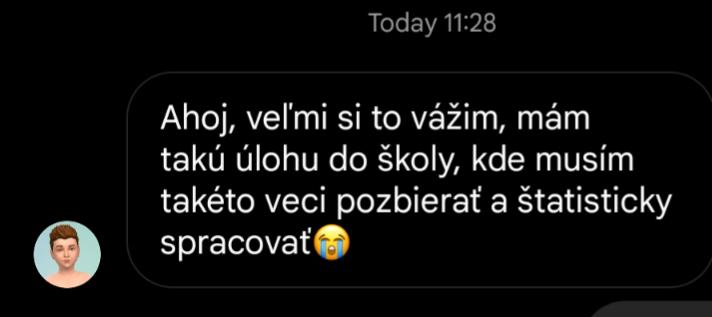 Today 11:28
Ahoj, veľmi si to vážim, mám
takú úlohu do školy, kde musím
takéto veci pozbierať a štatisticky
spracovať😭